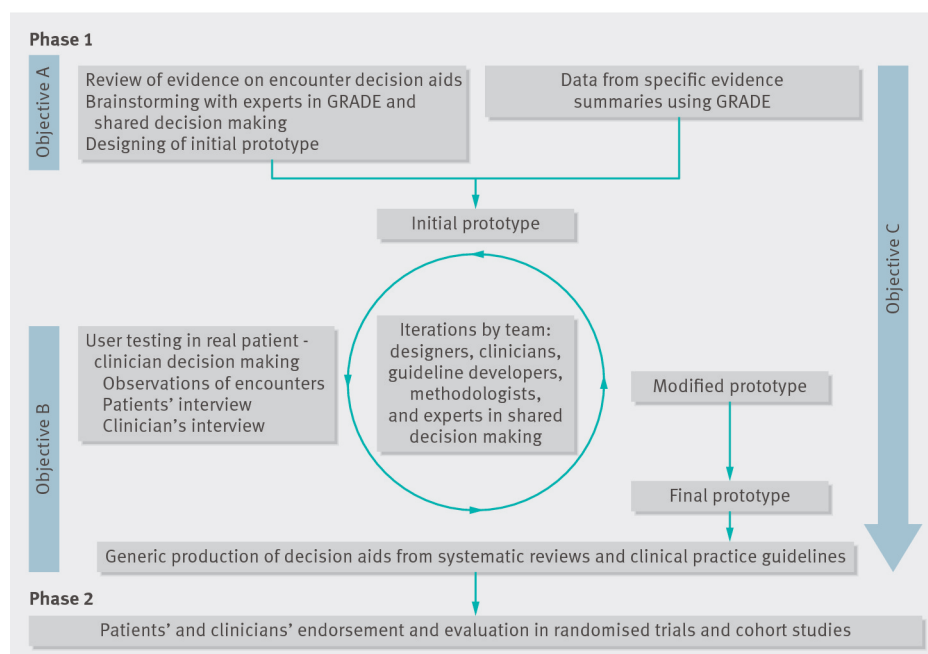 Phase 1
Objective A
Review of evidence on encounter decision aids
Brainstorming with experts in GRADE and
shared decision making
Designing of initial prototype
Data from specific evidence
summaries using GRADE
Initial prototype
Objective C
Objective B
User testing in real patient -
clinician decision making
Observations of encounters
Patients' interview
Clinician's interview
Iterations by team:
designers, clinicians,
guideline developers,
methodologists,
and experts in shared
decision making
Modified prototype
Final prototype
Generic production of decision aids from systematic reviews and clinical practice guidelines
Phase 2
Patients' and clinicians' endorsement and evaluation in randomised trials and cohort studies